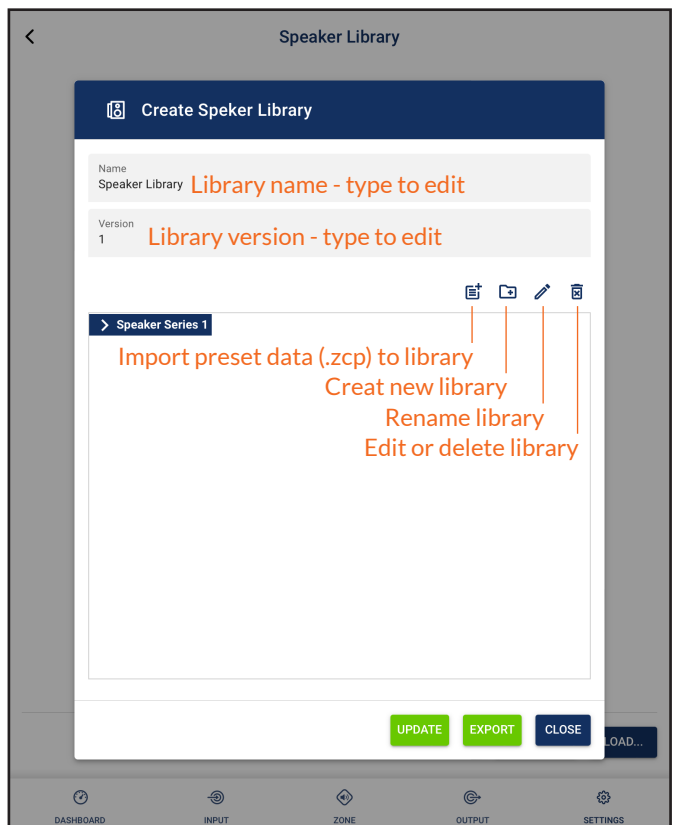 Speaker Library
Create Speker Library
Name
Speaker Library Library name - type to edit
Version
1 Library version - type to edit
Speaker Series 1
Import preset data (.zcp) to library
Creat new library
Rename library
Edit or delete library
UPDATE EXPORT CLOSE
LOAD...
DASHBOARD INPUT ZONE OUTPUT SETTINGS